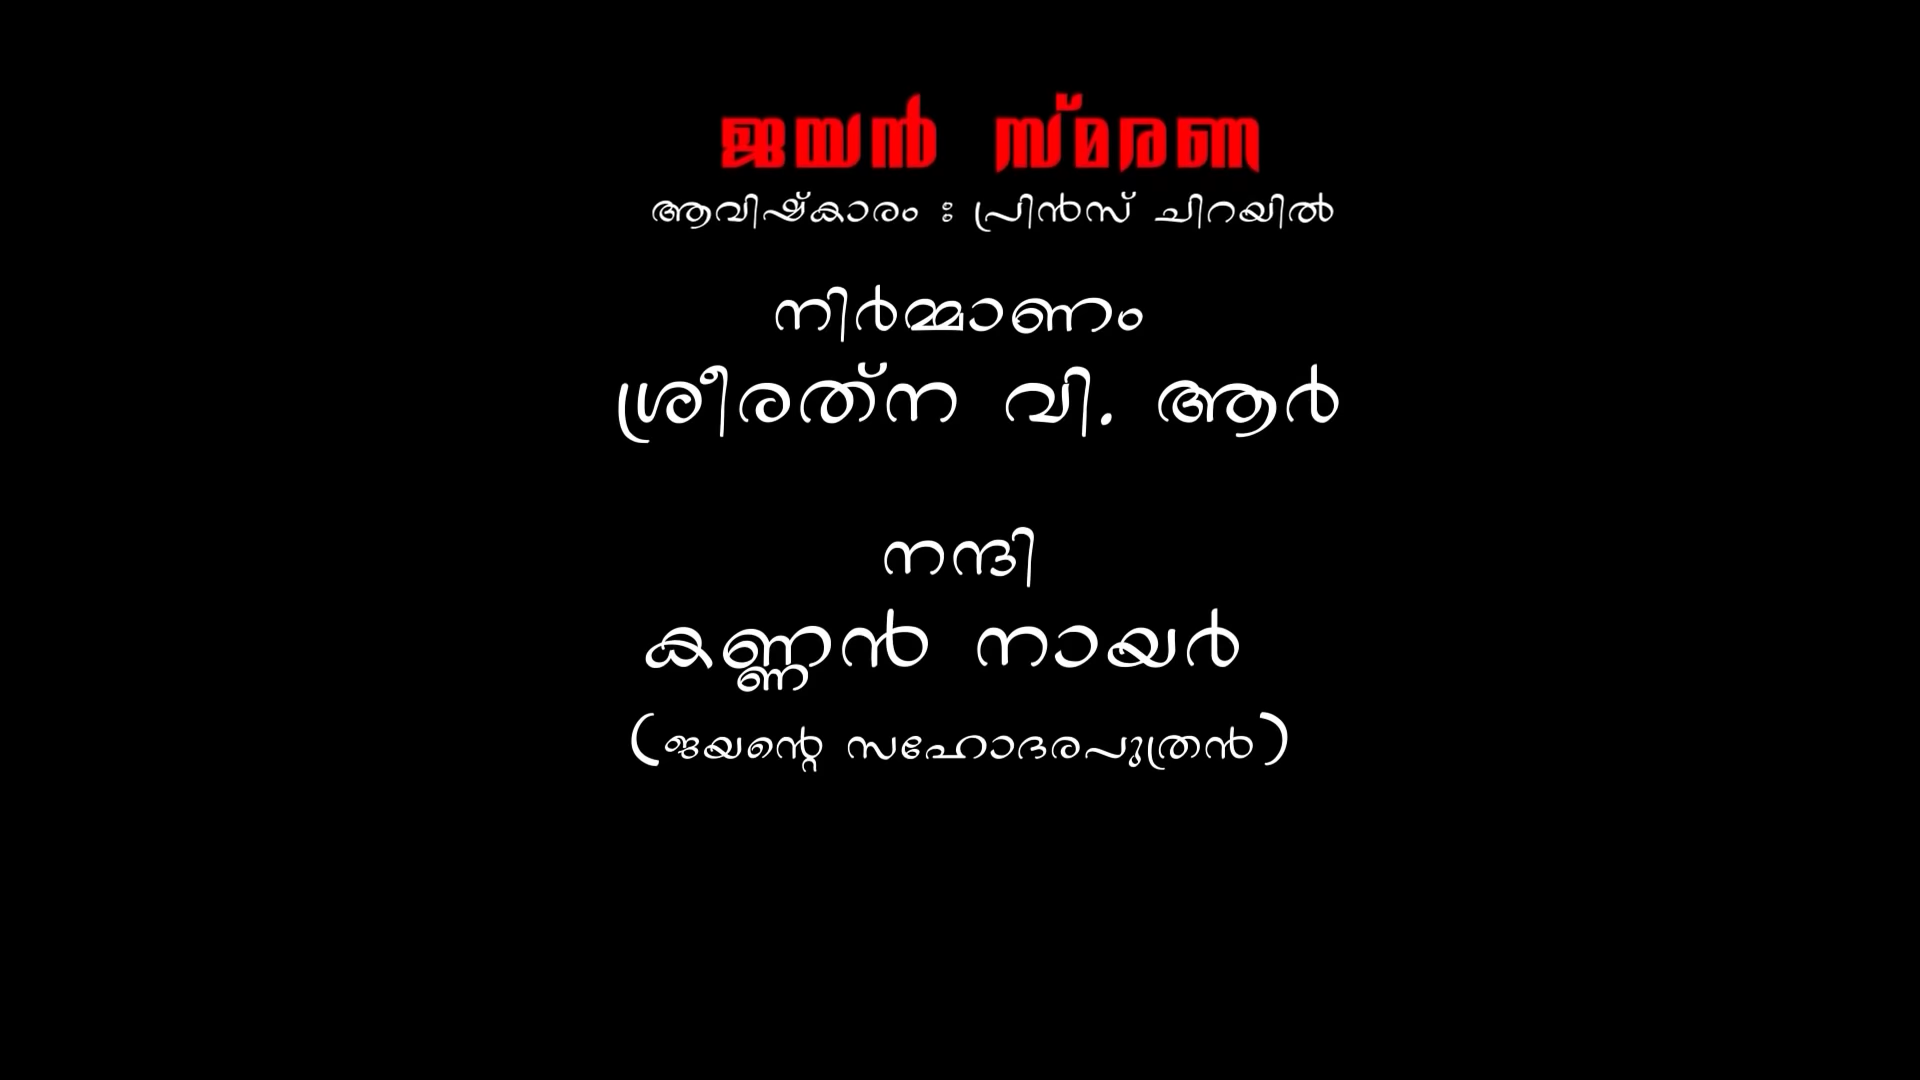 ജയൻ സ്മരണ
ആവിഷ്കാരം : പ്രിൻസ് ചിറയിൽ
നിർമ്മാണം
ശ്രീരത്‌ന വി. ആർ
നന്ദി
കണ്ണൻ നായർ
(ജയന്റെ സഹോദരപുത്രൻ)